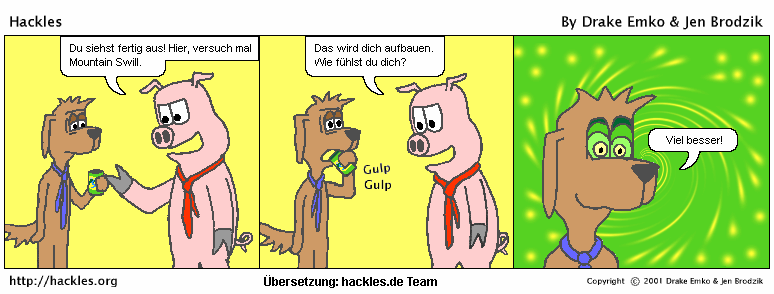 Hackles
By Drake Emko & Jen Brodzik
Du siehst fertig aus! Hier, versuch mal
Mountain Swill.
Das wird dich aufbauen.
Wie fühlst du dich?
Gulp
Gulp
Viel besser!
http://hackles.org
Übersetzung: hackles.de Team
Copyright © 2001 Drake Emko & Jen Brodzik